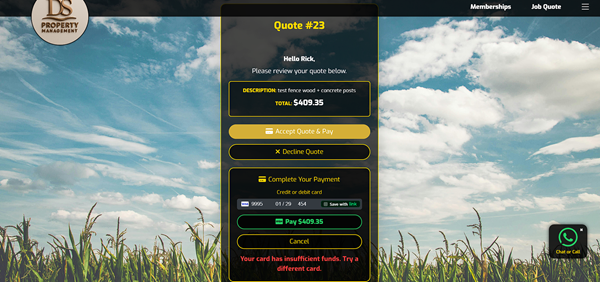 DS
PROPERTY
MANAGEMENT
Memberships
Job Quote
Quote #23
Hello Rick,
Please review your quote below.
DESCRIPTION: test fence wood + concrete posts
TOTAL: $409.35
Accept Quote & Pay
✕ Decline Quote
Complete Your Payment
Credit or debit card
VISA 9995 01 / 29 454 Save with link
Pay $409.35
Cancel
Your card has insufficient funds. Try a
different card.
Chat or Call